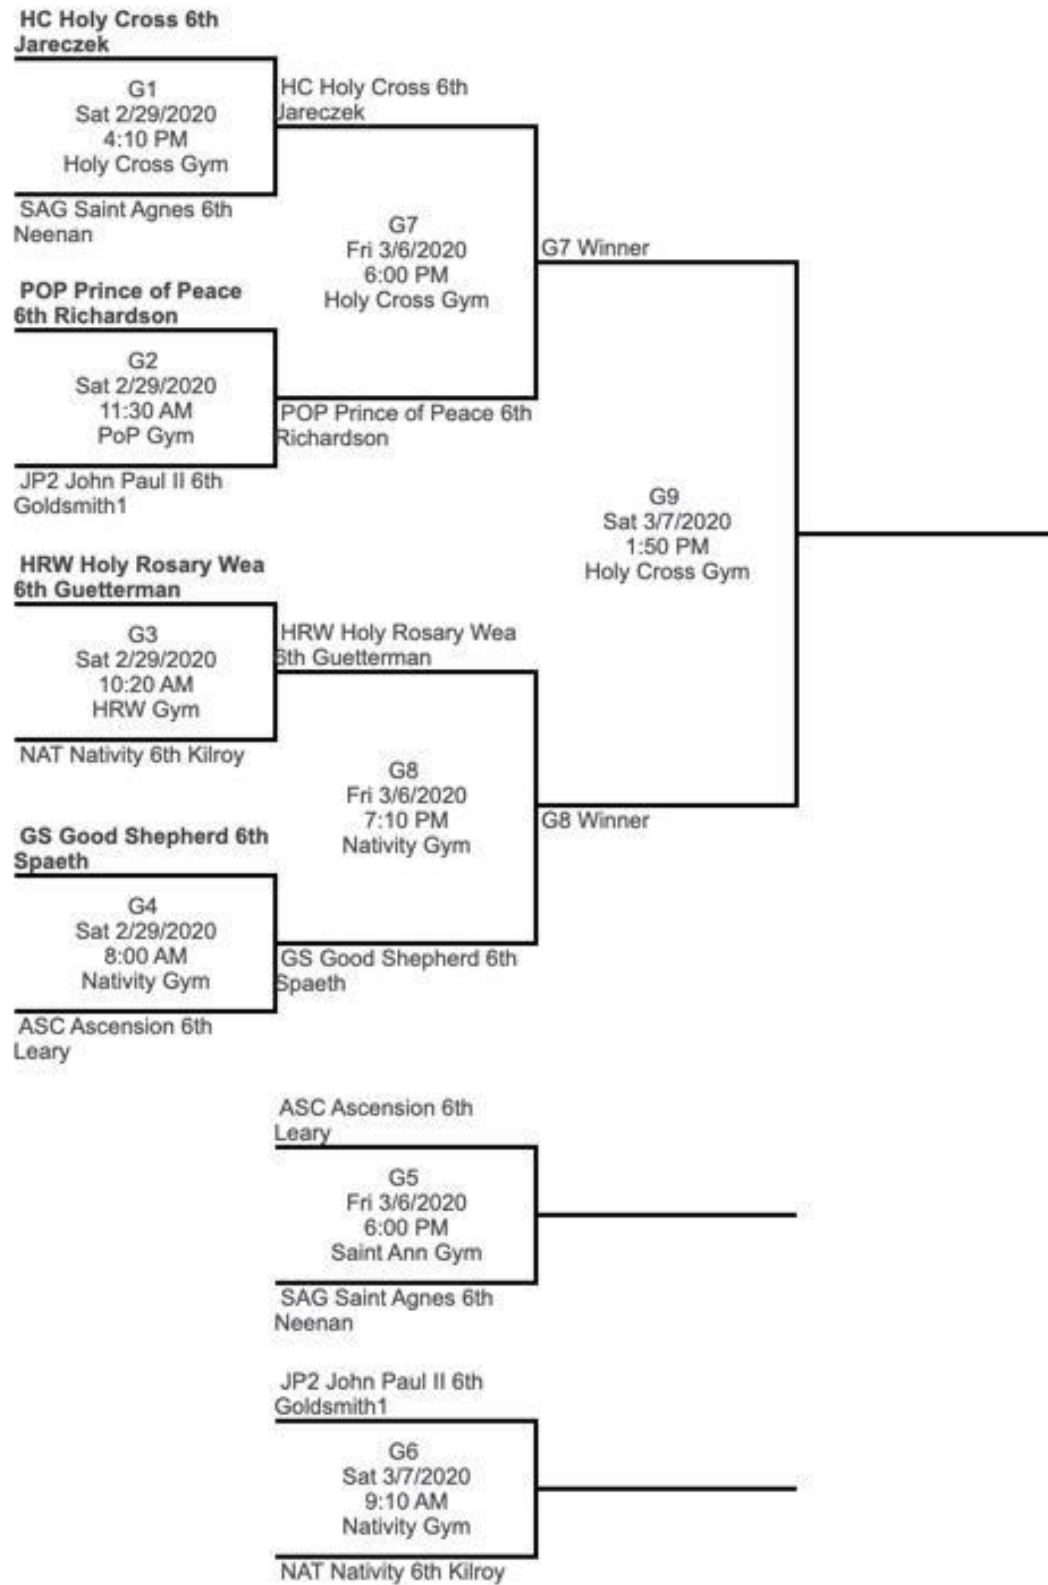 HC Holy Cross 6th
Jareczek
G1
Sat 2/29/2020
4:10 PM
Holy Cross Gym
SAG Saint Agnes 6th
Neenan
HC Holy Cross 6th
Jareczek
G7
Fri 3/6/2020
6:00 PM
Holy Cross Gym
G7 Winner
POP Prince of Peace
6th Richardson
G2
Sat 2/29/2020
11:30 AM
PoP Gym
JP2 John Paul II 6th
Goldsmith1
POP Prince of Peace 6th
Richardson
G9
Sat 3/7/2020
1:50 PM
Holy Cross Gym
HRW Holy Rosary Wea
6th Guetterman
G3
Sat 2/29/2020
10:20 AM
HRW Gym
NAT Nativity 6th Kilroy
HRW Holy Rosary Wea
6th Guetterman
G8
Fri 3/6/2020
7:10 PM
Nativity Gym
G8 Winner
GS Good Shepherd 6th
Spaeth
G4
Sat 2/29/2020
8:00 AM
Nativity Gym
ASC Ascension 6th
Leary
GS Good Shepherd 6th
Spaeth
ASC Ascension 6th
Leary
G5
Fri 3/6/2020
6:00 PM
Saint Ann Gym
SAG Saint Agnes 6th
Neenan
JP2 John Paul II 6th
Goldsmith1
G6
Sat 3/7/2020
9:10 AM
Nativity Gym
NAT Nativity 6th Kilroy